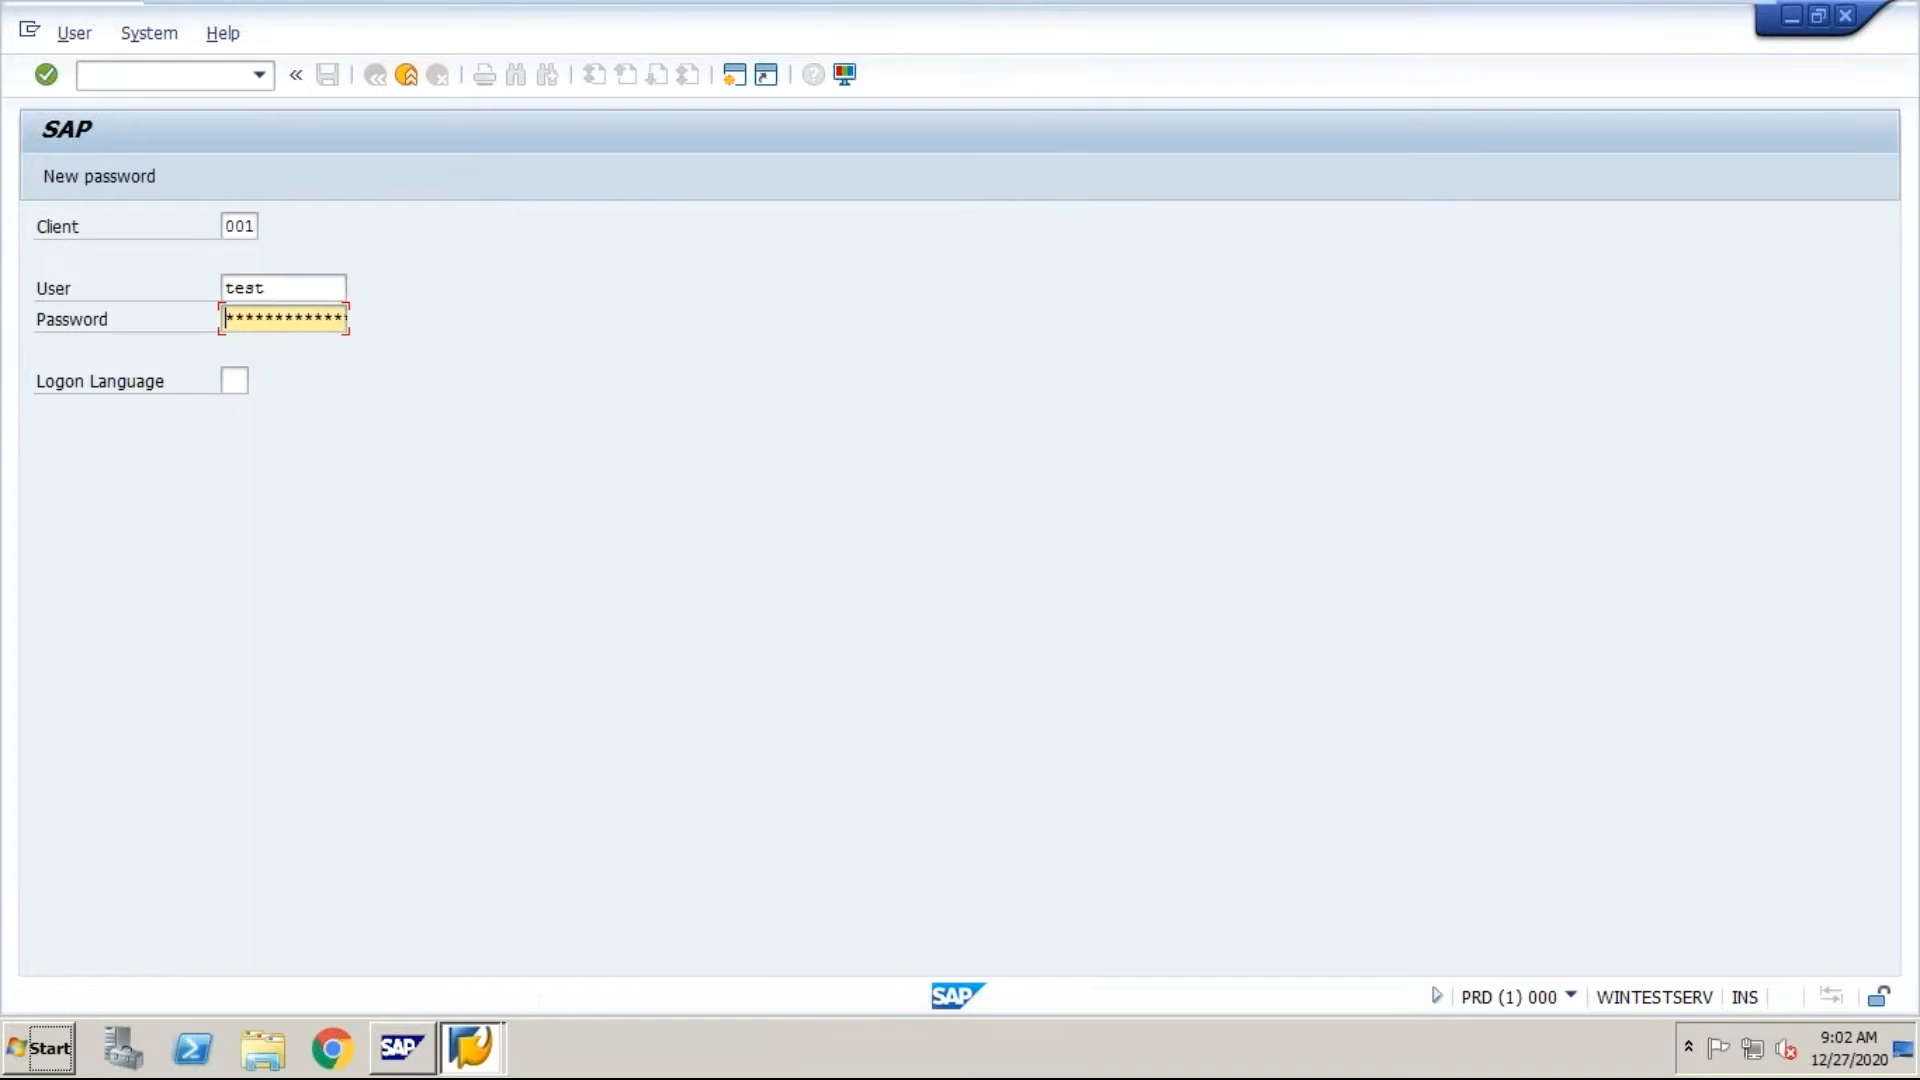 User System Help
SAP
New password
Client 001
User test
Password *************
Logon Language
SAP
PRD (1) 000 WINTESTSERV INS
Start SAP
9:02 AM
12/27/2020